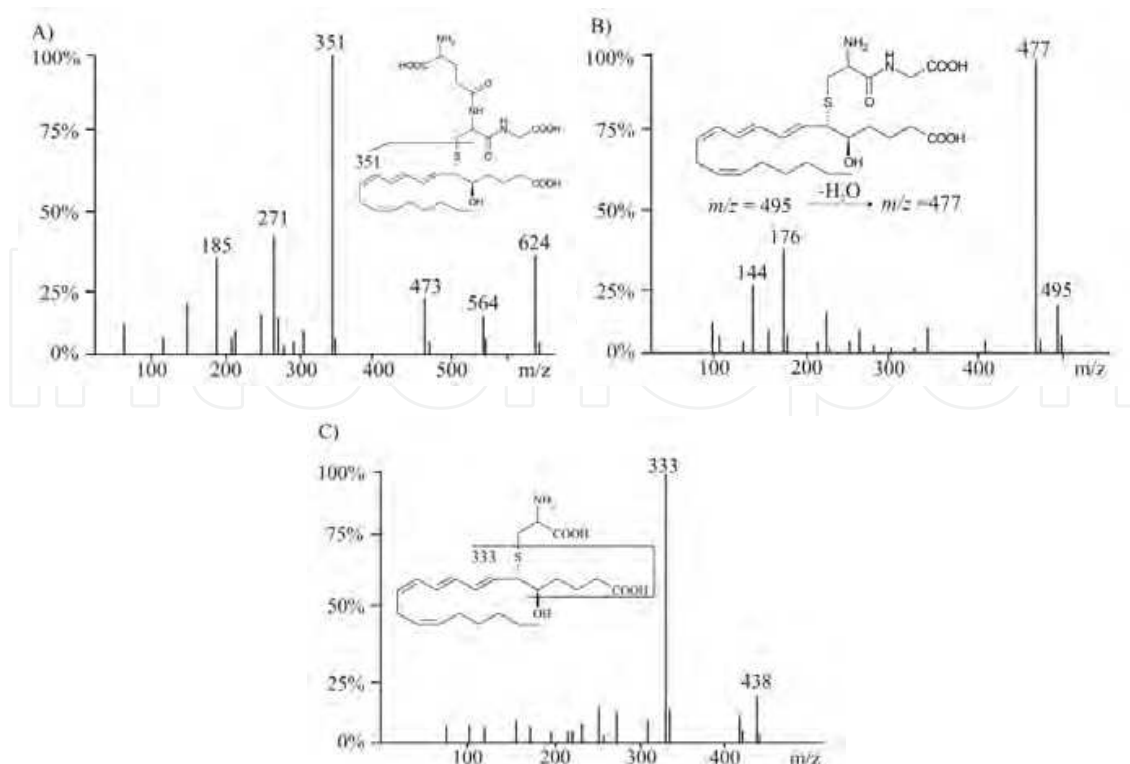 A)
351
100%
75%
50%
25%
0%
271
185
473
564
624
100
200
300
400
500
m/z
NH2
HOOC
O
NH
H
N
O
COOH
S
351
COOH
OH
B)
477
100%
75%
50%
25%
0%
176
144
495
100
200
300
400
m/z
NH2
H
N
COOH
O
S
COOH
OH
-H2O
m/z = 495
m/z =477
C)
333
100%
75%
50%
25%
0%
438
100
200
300
400
m/z
NH2
COOH
333
S
COOH
OH
intechopen